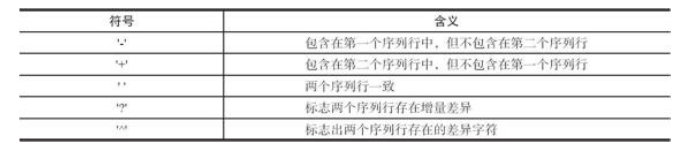 符号 含义
'-' 包含在第一个序列行中，但不包含在第二个序列行
'+' 包含在第二个序列行中，但不包含在第一个序列行
' ' 两个序列行一致
'?' 标志两个序列行存在增量差异
'^' 标志出两个序列行存在的差异字符